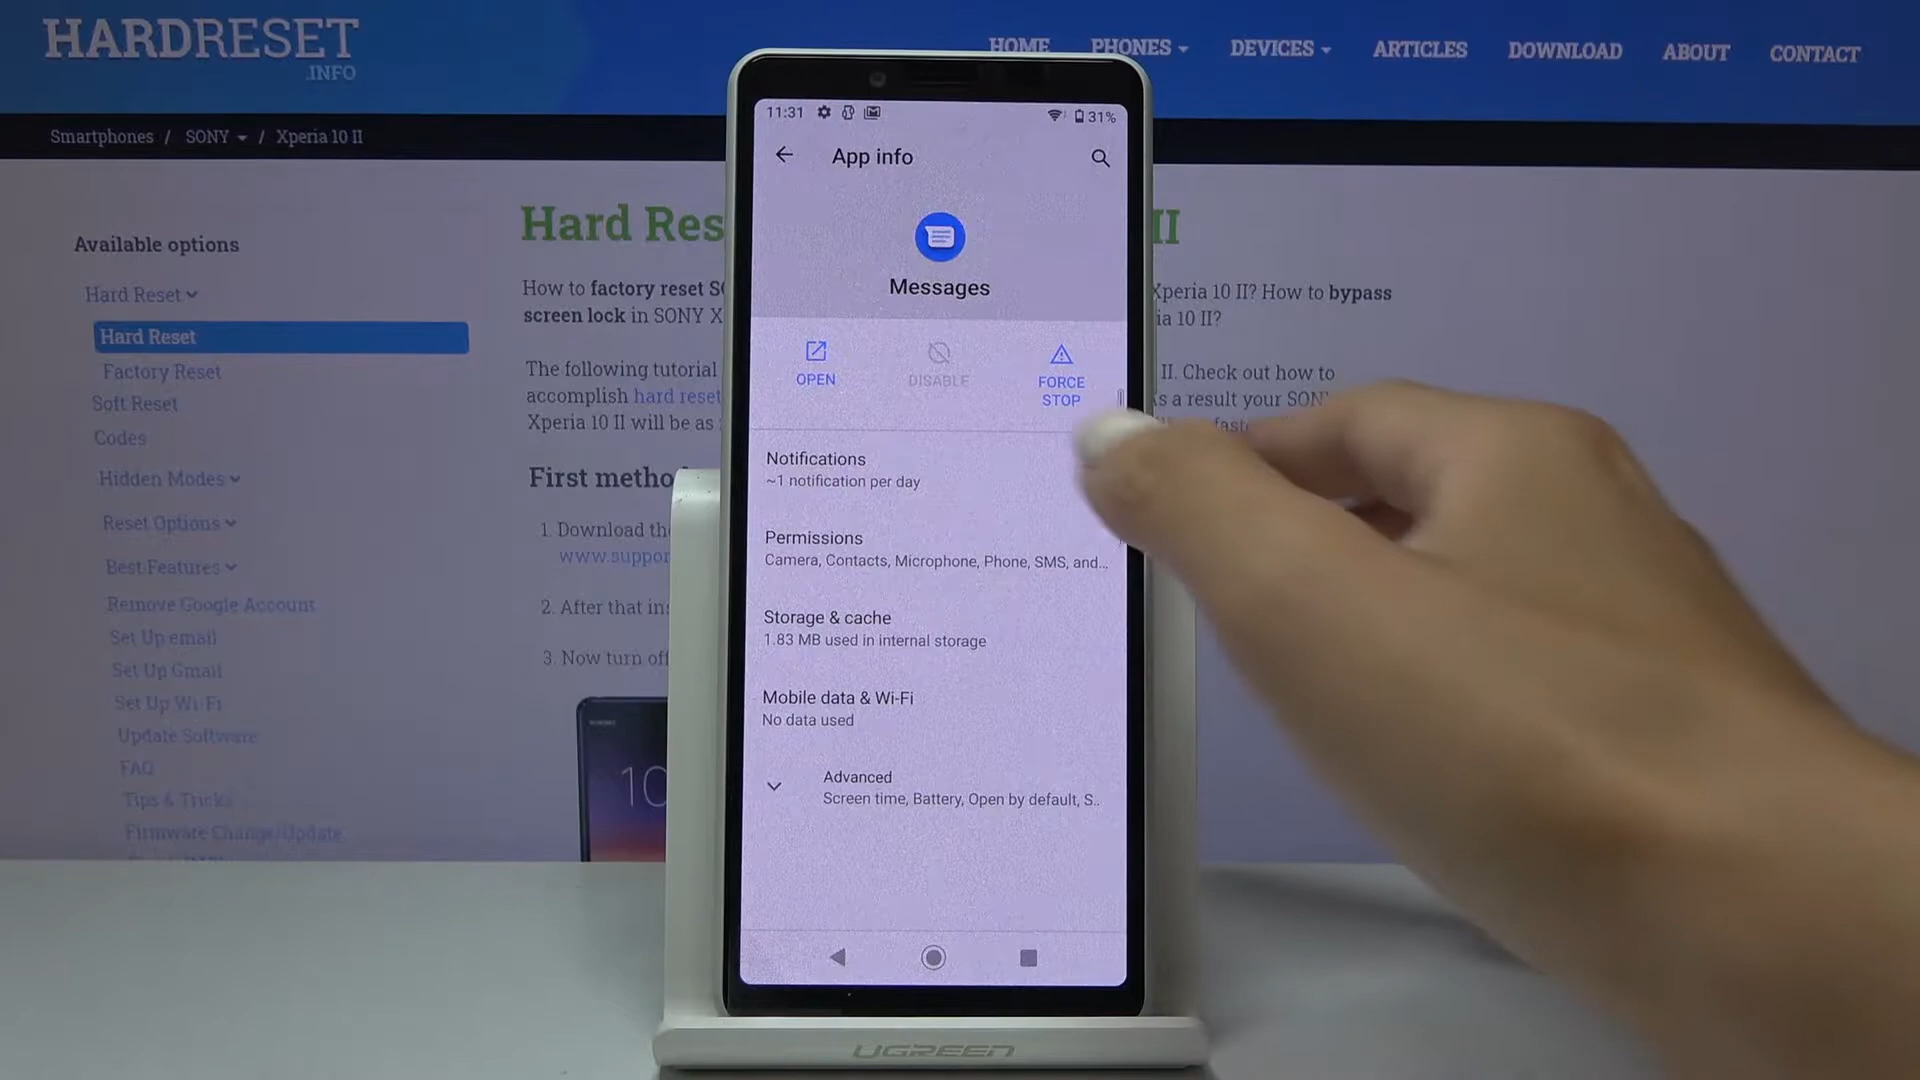 HARDRESET
.INFO
HOME PHONES DEVICES ARTICLES DOWNLOAD ABOUT CONTACT
Smartphones / SONY / Xperia 10 II
Available options
Hard Reset
Hard Reset
Factory Reset
Soft Reset
Codes
Hidden Modes
Reset Options
Best Features
Remove Google Account
Set Up email
Set Up Gmail
Set Up Wi-Fi
Update Software
FAQ
Tips & Tricks
Firmware Change/Update
Hard Res
II
How to factory reset S
Xperia 10 II? How to bypass
screen lock in SONY X
ia 10 II?
The following tutorial
II. Check out how to
accomplish hard reset
s a result your SONY
Xperia 10 II will be as
faste
First metho
1. Download the
www.suppor
2. After that in
3. Now turn off
10
11:31
31%
App info
Messages
OPEN
DISABLE
FORCE
STOP
Notifications
~1 notification per day
Permissions
Camera, Contacts, Microphone, Phone, SMS, and...
Storage & cache
1.83 MB used in internal storage
Mobile data & Wi-Fi
No data used
Advanced
Screen time, Battery, Open by default, S..
UGREEN